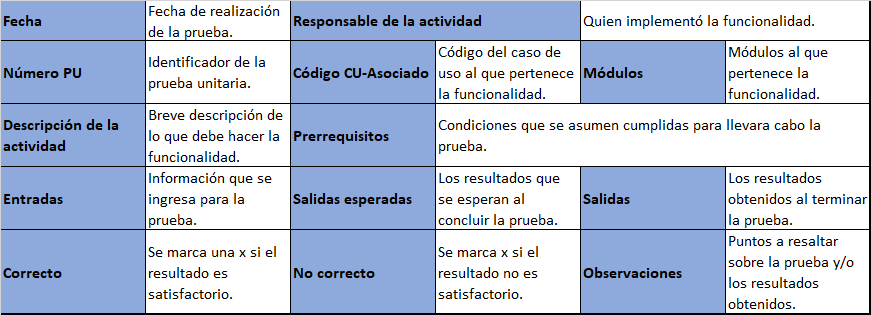 Fecha
Fecha de realización
de la prueba.
Responsable de la actividad
Quien implementó la funcionalidad.
Número PU
Identificador de la
prueba unitaria.
Código CU-Asociado
Código del caso de
uso al que pertenece
la funcionalidad.
Módulos
Módulos al que
pertenece la
funcionalidad.
Descripción de la
actividad
Breve descripción de
lo que debe hacer la
funcionalidad.
Prerrequisitos
Condiciones que se asumen cumplidas para llevara cabo la
prueba.
Entradas
Información que se
ingresa para la
prueba.
Salidas esperadas
Los resultados que
se esperan al
concluir la prueba.
Salidas
Los resultados
obtenidos al terminar
la prueba.
Correcto
Se marca una x si el
resultado es
satisfactorio.
No correcto
Se marca x si el
resultado no es
satisfactorio.
Observaciones
Puntos a resaltar
sobre la prueba y/o
los resultados
obtenidos.